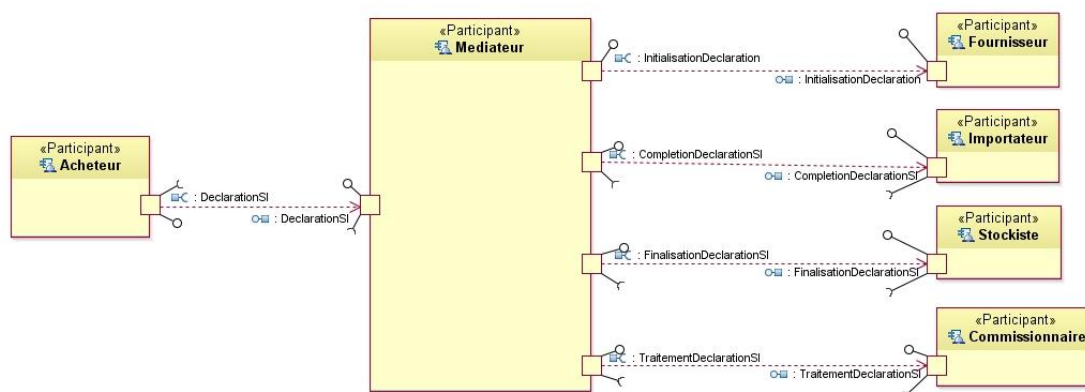 «Participant»
Mediateur
«Participant»
Fournisseur
: InitialisationDeclaration
: InitialisationDeclaration
«Participant»
Importateur
: CompletionDeclarationSI
: CompletionDeclarationSI
«Participant»
Acheteur
: DeclarationSI
: DeclarationSI
«Participant»
Stockiste
: FinalisationDeclarationSI
: FinalisationDeclarationSI
«Participant»
Commissionnaire
: TraitementDeclarationSI
: TraitementDeclarationSI